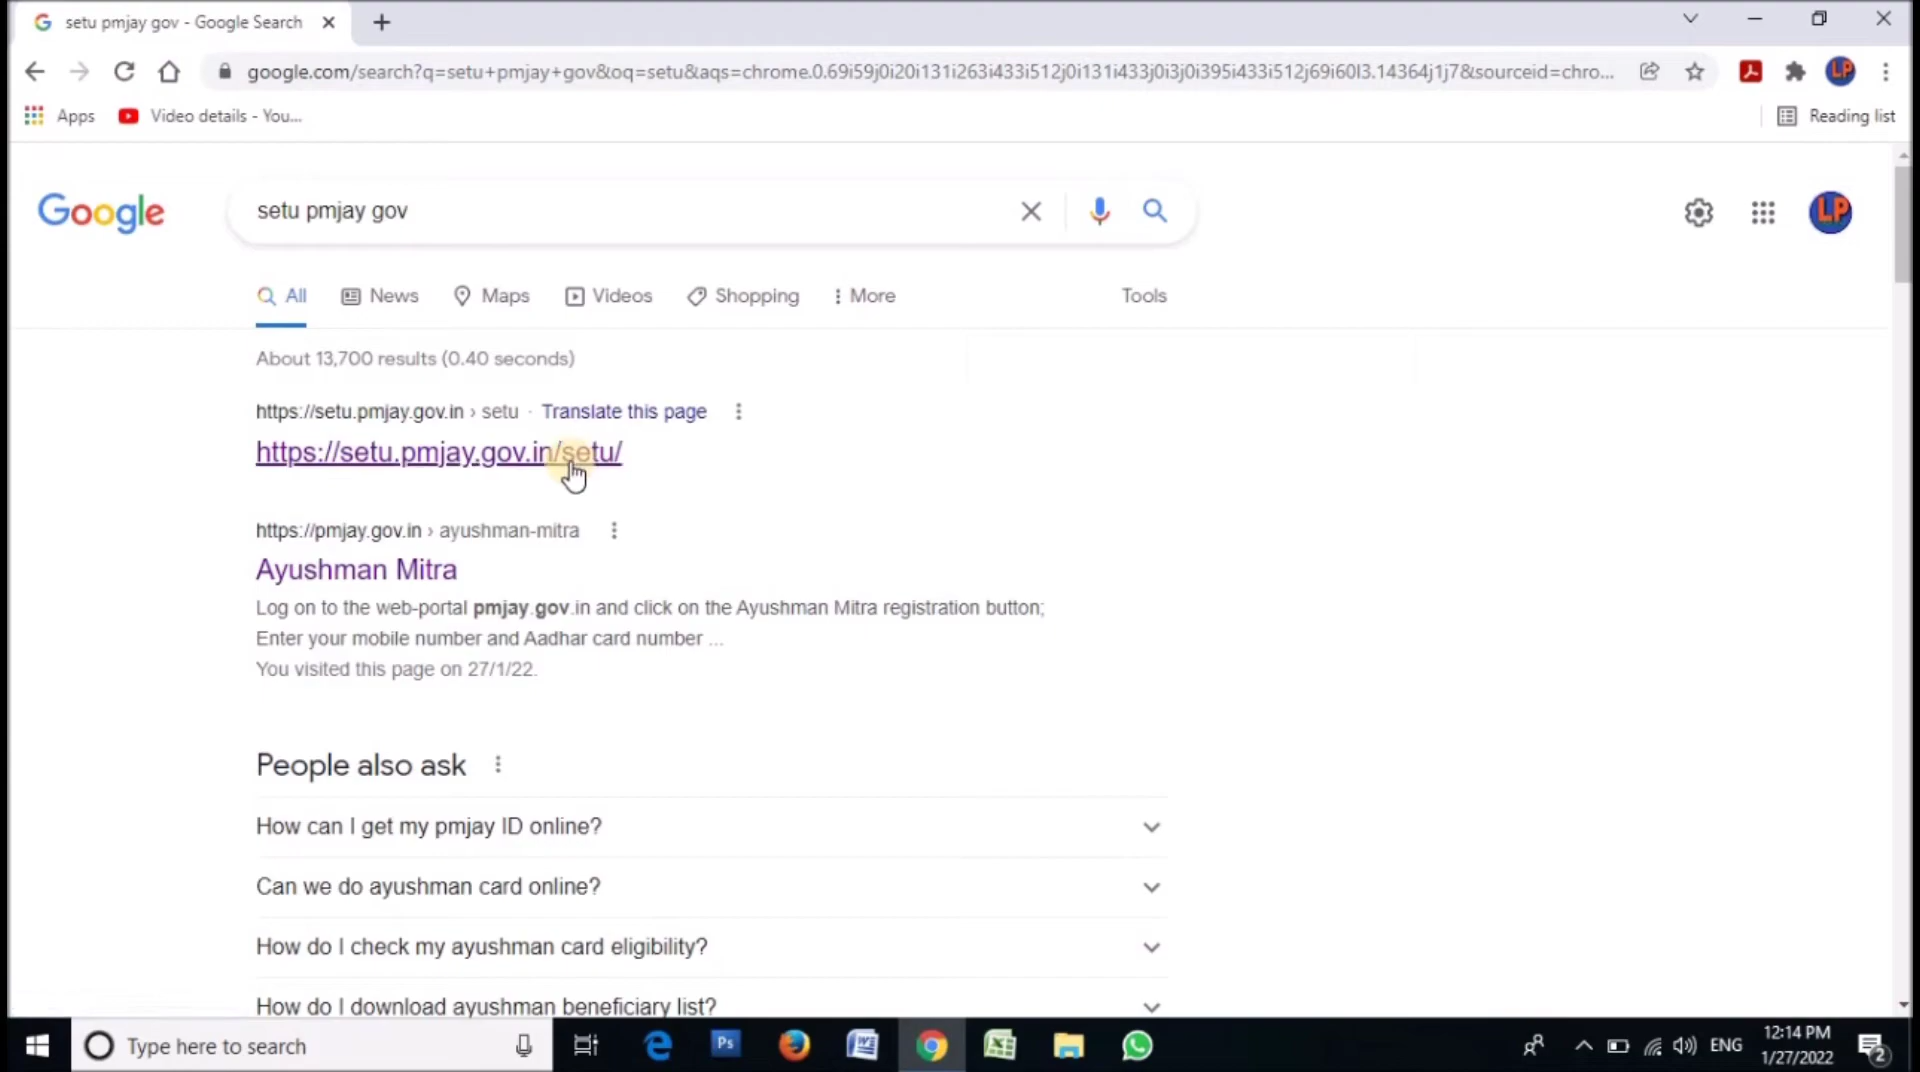 setu pmjay gov - Google Search
google.com/search?q=setu+pmjay+gov&oq=setu&aqs=chrome.0.69i59j0i20i131i263i433i512j0i131i433j0i3j0i395i433i512j69i60l3.14364j1j7&sourceid=chro...
LP
Apps
Video details - You...
Reading list
Google
setu pmjay gov
LP
All
News
Maps
Videos
Shopping
More
Tools
About 13,700 results (0.40 seconds)
https://setu.pmjay.gov.in › setu · Translate this page
https://setu.pmjay.gov.in/setu/
https://pmjay.gov.in › ayushman-mitra
Ayushman Mitra
Log on to the web-portal pmjay.gov.in and click on the Ayushman Mitra registration button;
Enter your mobile number and Aadhar card number ...
You visited this page on 27/1/22.
People also ask
How can I get my pmjay ID online?
Can we do ayushman card online?
How do I check my ayushman card eligibility?
How do I download ayushman beneficiary list?
Type here to search
Ps
ENG
12:14 PM
1/27/2022
2